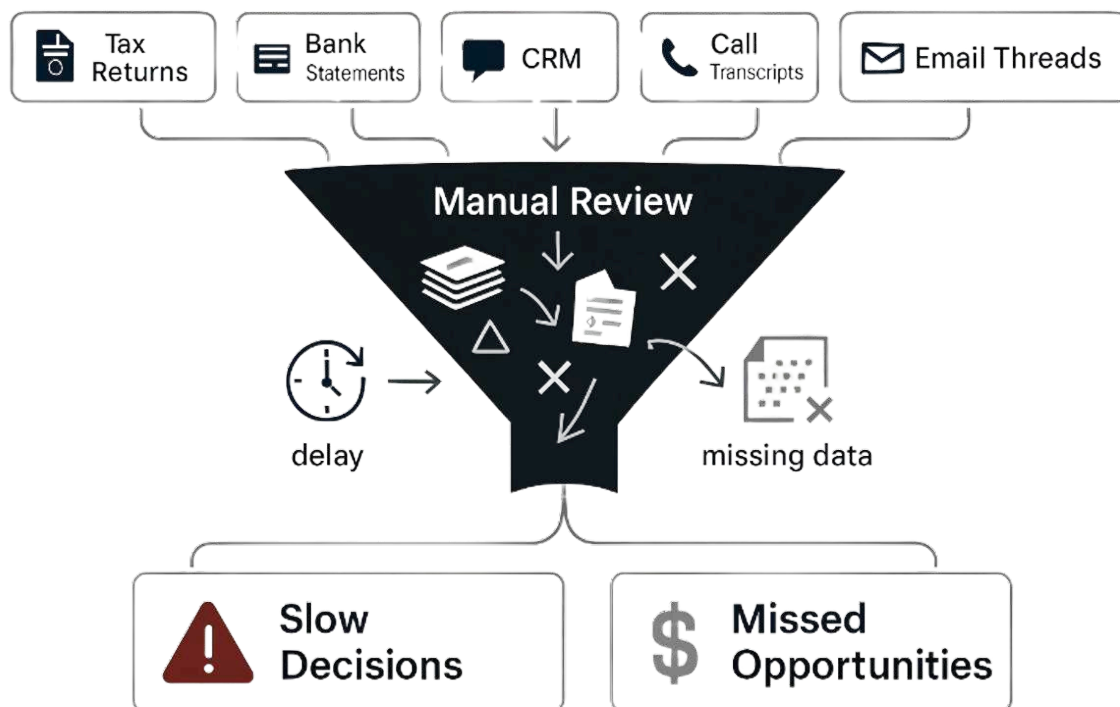 Tax
Returns
Bank
Statements
CRM
Call
Transcripts
Email Threads
Manual Review
delay
missing data
Slow
Decisions
$
Missed
Opportunities